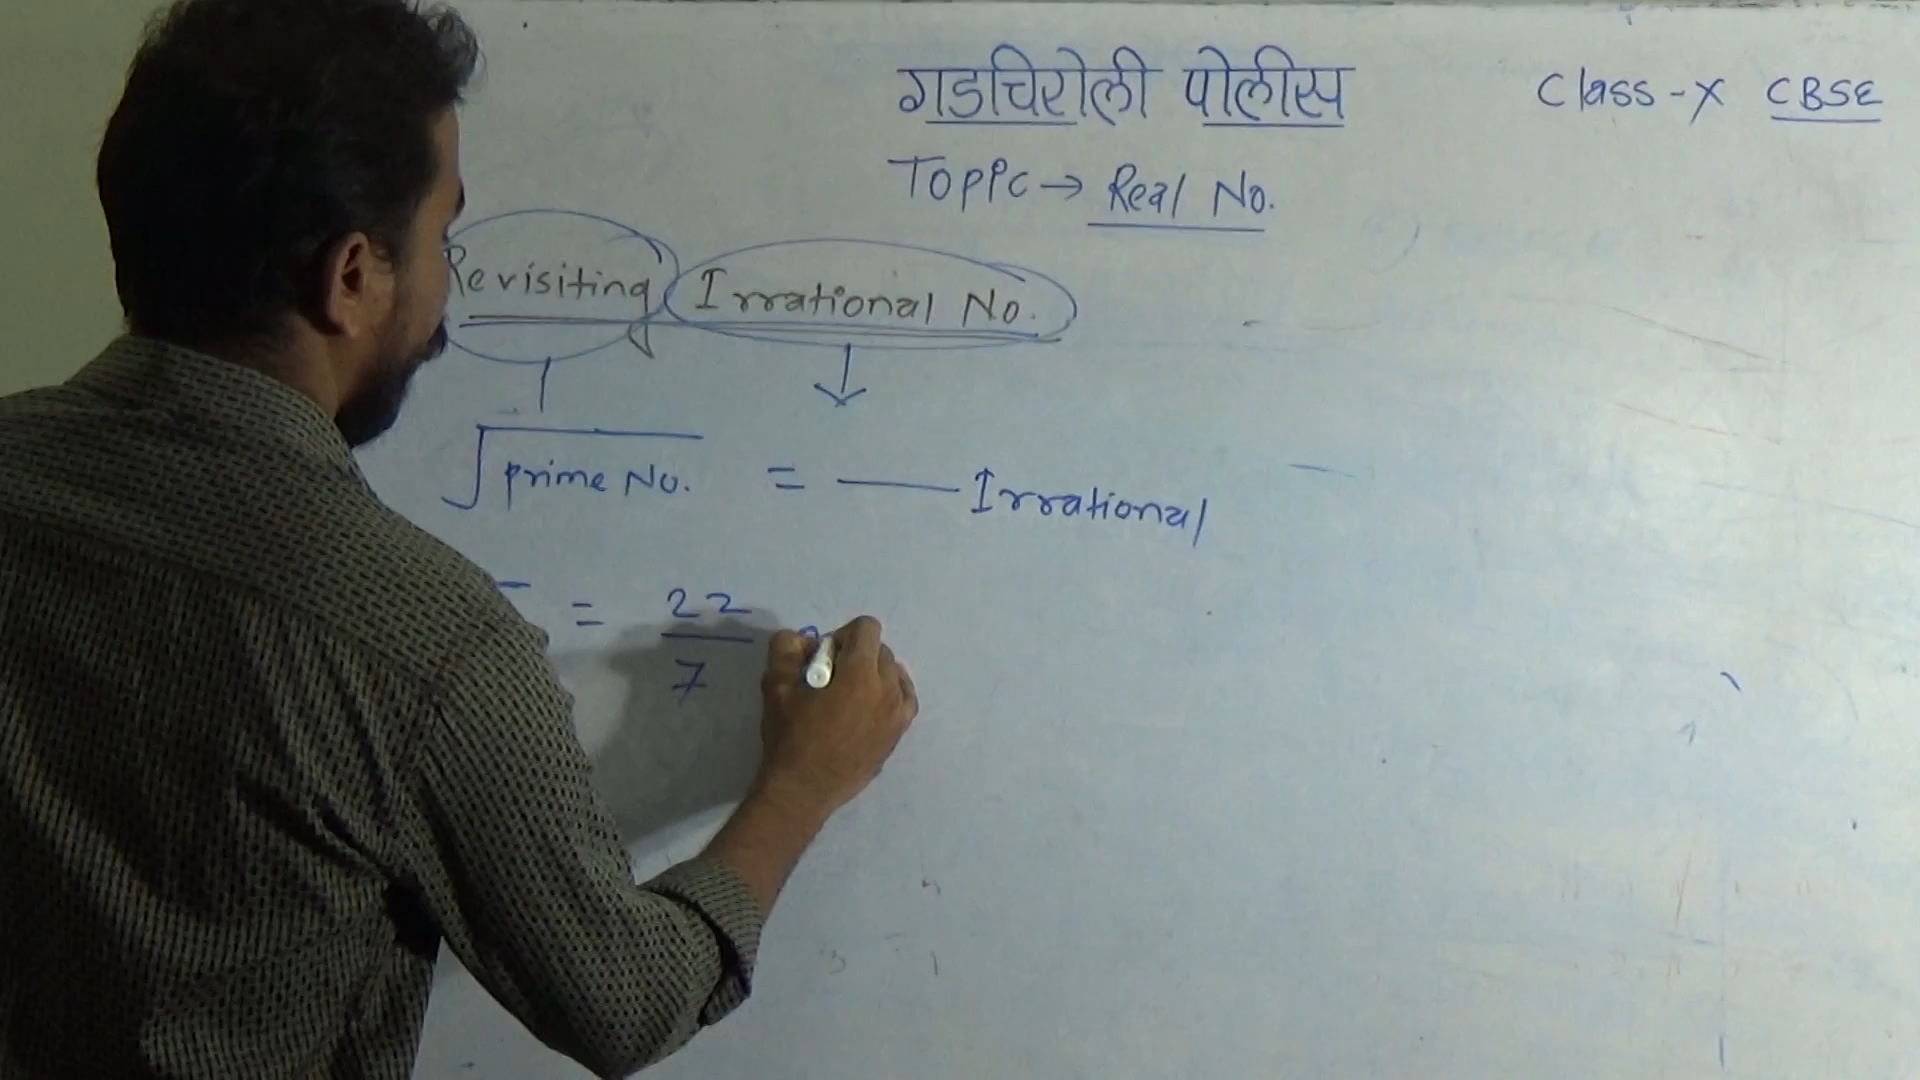 गडचिरोली पोलीस Class-X CBSE
Topic → Real No.
Revisiting Irrational No.
√prime No. = — Irrational
= 22/7